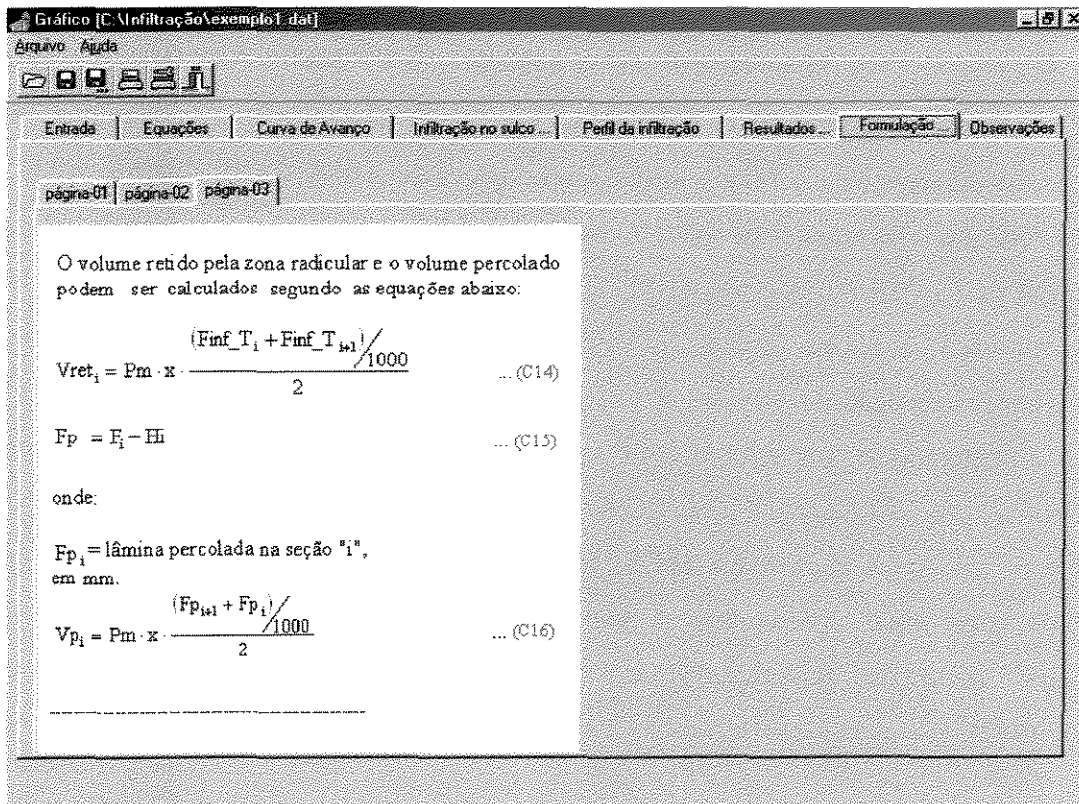 Gráfico [C:\Infiltração\exemplo1.dat]
Arquivo Ajuda
Entrada Equações Curva de Avanço Infiltração no sulco ... Perfil da infiltração Resultados ... Formulação Observações
página-01 página-02 página-03
O volume retido pela zona radicular e o volume percolado
podem ser calculados segundo as equações abaixo:
Vret_i = Pm · x · ((Finf_T_i + Finf_T_{i+1})/1000)/2 ... (C14)
Fp = F_i − Hi ... (C15)
onde:
Fp_i = lâmina percolada na seção "i",
em mm.
Vp_i = Pm · x · ((Fp_{i+1} + Fp_i)/1000)/2 ... (C16)